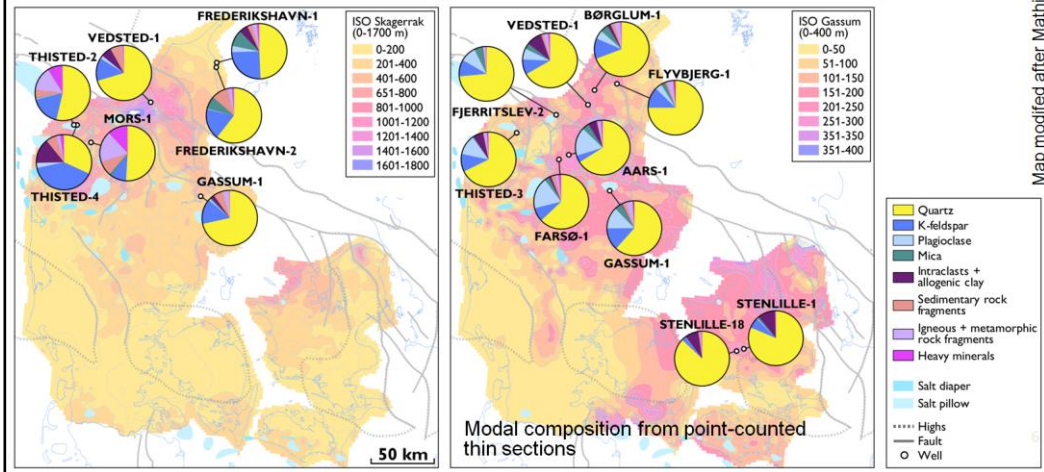 FREDERIKSHAVN-1
VEDSTED-1
THISTED-2
MORS-1
FREDERIKSHAVN-2
THISTED-4
GASSUM-1
ISO Skagerrak
(0-1700 m)
0-200
201-400
401-600
651-800
801-1000
1001-1200
1201-1400
1401-1600
1601-1800
50 km
BØRGLUM-1
VEDSTED-1
FLYVBJERG-1
FJERRITSLEV-2
THISTED-3
AARS-1
FARSØ-1
GASSUM-1
STENLILLE-1
STENLILLE-18
Modal composition from point-counted
thin sections
ISO Gassum
(0-400 m)
0-50
51-100
101-150
151-200
201-250
251-300
351-350
351-400
Quartz
K-feldspar
Plagioclase
Mica
Intraclasts +
allogenic clay
Sedimentary rock
fragments
Igneous + metamorphic
rock fragments
Heavy minerals
Salt diaper
Salt pillow
Highs
Fault
Well
6
Map modifed after Mathi